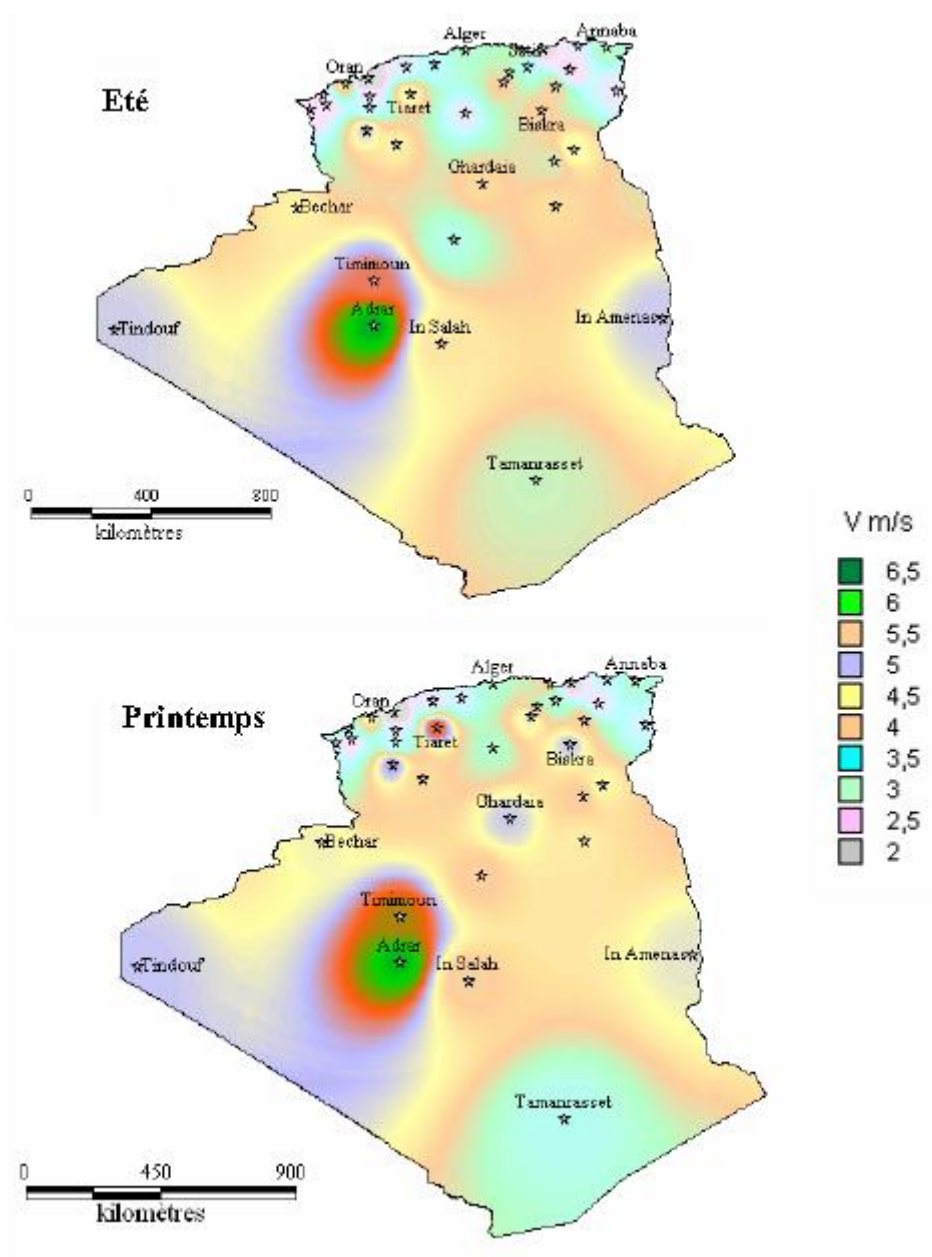 Alger
Annaba
Sétif
Oran
Eté
Tiaret
Biskra
Ghardaia
Bechar
Timimoun
Adrar
In Salah
In Amenas
Tindouf
Tamanrasset
0 400 800
kilomètres
V m/s
6,5
6
5,5
5
4,5
4
3,5
3
2,5
2
Alger
Annaba
Oran
Printemps
Tiaret
Biskra
Ghardaia
Bechar
Timimoun
Adrar
In Salah
In Amenas
Tindouf
Tamanrasset
0 450 900
kilomètres